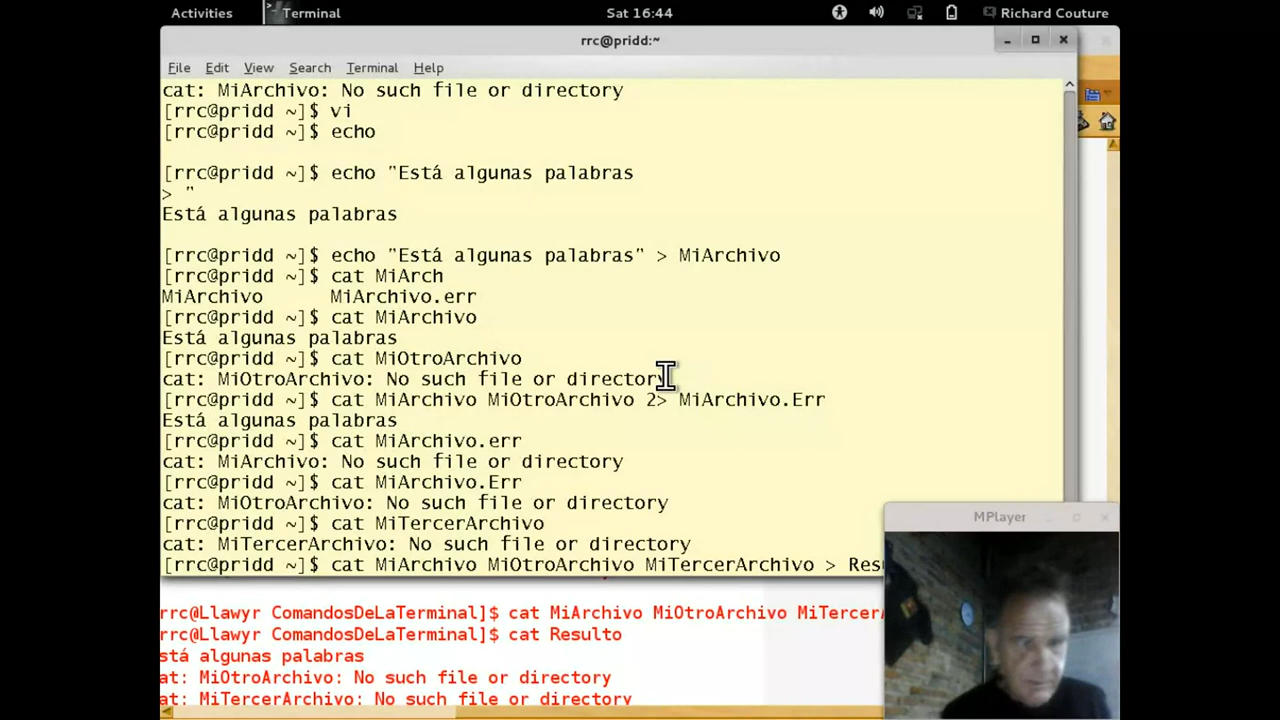 Activities Terminal Sat 16:44 Richard Couture
rrc@pridd:~
File Edit View Search Terminal Help
cat: MiArchivo: No such file or directory
[rrc@pridd ~]$ vi
[rrc@pridd ~]$ echo
[rrc@pridd ~]$ echo "Está algunas palabras
> "
Está algunas palabras
[rrc@pridd ~]$ echo "Está algunas palabras" > MiArchivo
[rrc@pridd ~]$ cat MiArch
MiArchivo MiArchivo.err
[rrc@pridd ~]$ cat MiArchivo
Está algunas palabras
[rrc@pridd ~]$ cat MiOtroArchivo
cat: MiOtroArchivo: No such file or directory
[rrc@pridd ~]$ cat MiArchivo MiOtroArchivo 2> MiArchivo.Err
Está algunas palabras
[rrc@pridd ~]$ cat MiArchivo.err
cat: MiArchivo: No such file or directory
[rrc@pridd ~]$ cat MiArchivo.Err
cat: MiOtroArchivo: No such file or directory
[rrc@pridd ~]$ cat MiTercerArchivo
cat: MiTercerArchivo: No such file or directory
[rrc@pridd ~]$ cat MiArchivo MiOtroArchivo MiTercerArchivo > Res
MPlayer
rrc@Llawyr ComandosDeLaTerminal]$ cat MiArchivo MiOtroArchivo MiTercer
rrc@Llawyr ComandosDeLaTerminal]$ cat Resulto
stá algunas palabras
at: MiOtroArchivo: No such file or directory
at: MiTercerArchivo: No such file or directory